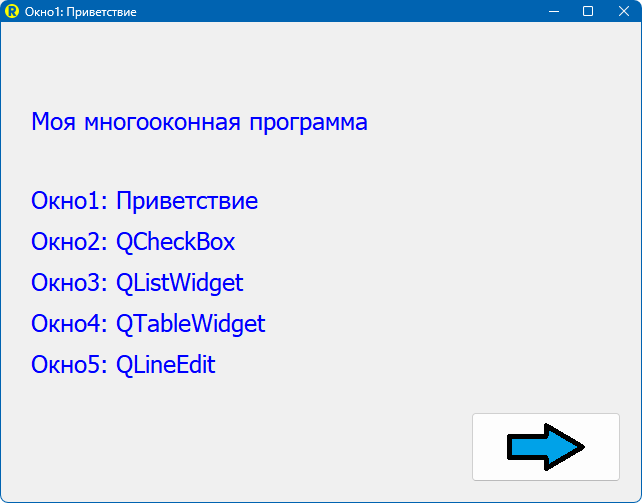 R Окно1: Приветствие
Моя многооконная программа
Окно1: Приветствие
Окно2: QCheckBox
Окно3: QListWidget
Окно4: QTableWidget
Окно5: QLineEdit